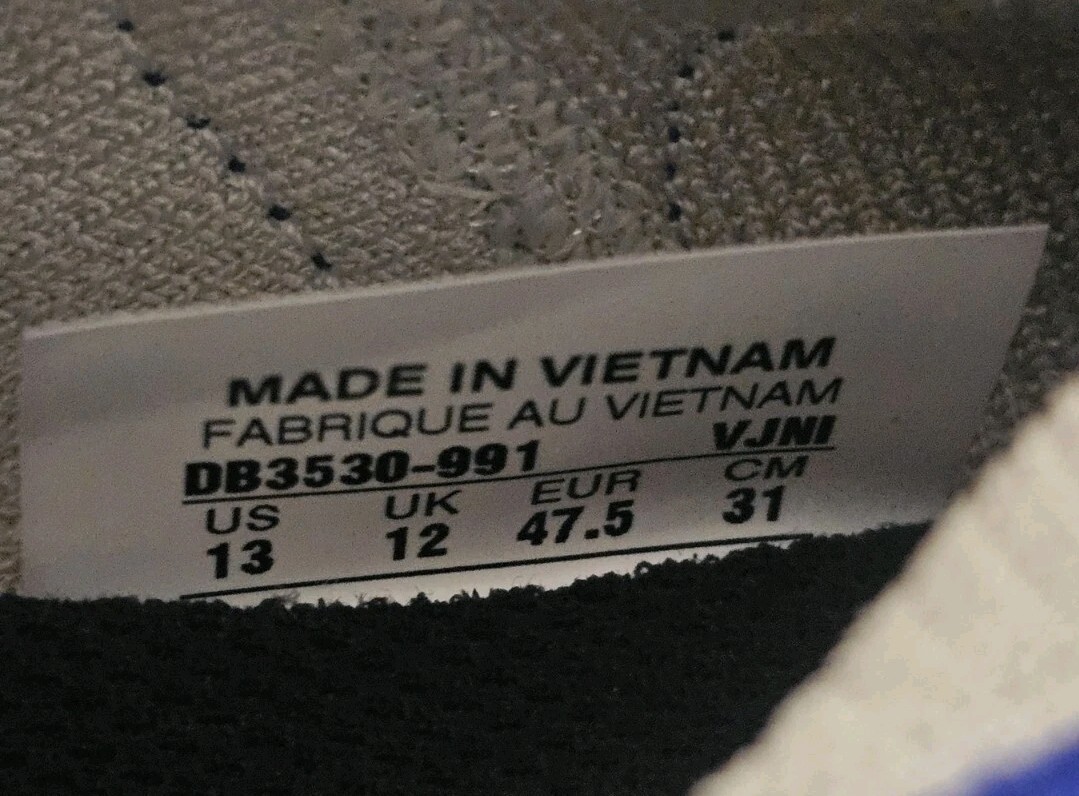 MADE IN VIETNAM
FABRIQUE AU VIETNAM
DB3530-991 VJNI
US UK EUR CM
13 12 47.5 31